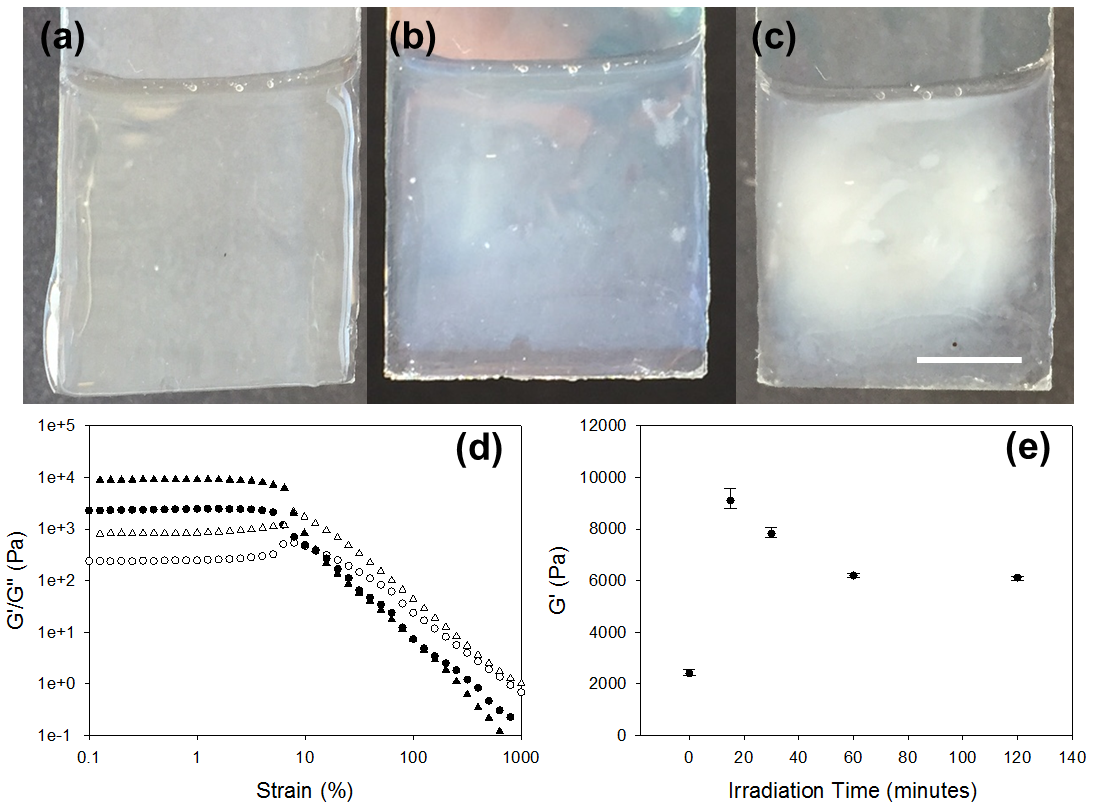 (a) (b) (c)
(d)
1e+5
1e+4
1e+3
1e+2
1e+1
1e+0
1e-1
G'/G'' (Pa)
0.1 1 10 100 1000
Strain (%)
(e)
12000
10000
8000
6000
4000
2000
0
G' (Pa)
0 20 40 60 80 100 120 140
Irradiation Time (minutes)